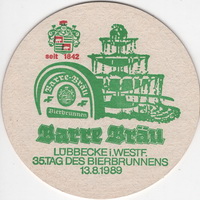 seit 1842
Barre-Bräu
Bierbrunnen
Barre Bräu
LÜBBECKE i. WESTF.
35.TAG DES BIERBRUNNENS
13.8.1989